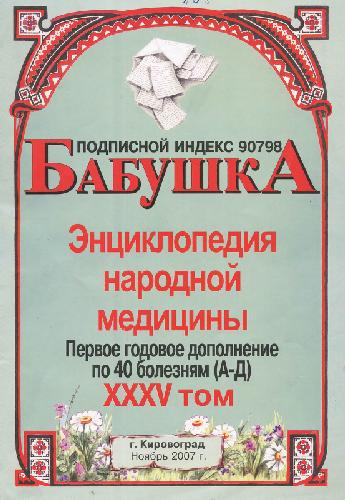 ПОДПИСНОЙ ИНДЕКС 90798
БАБУШКА
Энциклопедия
народной
медицины
Первое годовое дополнение
по 40 болезням (А-Д)
XXXV том
г. Кировоград
Ноябрь 2007 г.